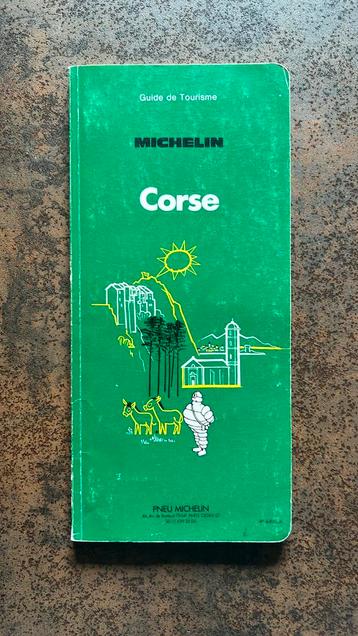 Guide de Tourisme
MICHELIN
Corse
PNEU MICHELIN